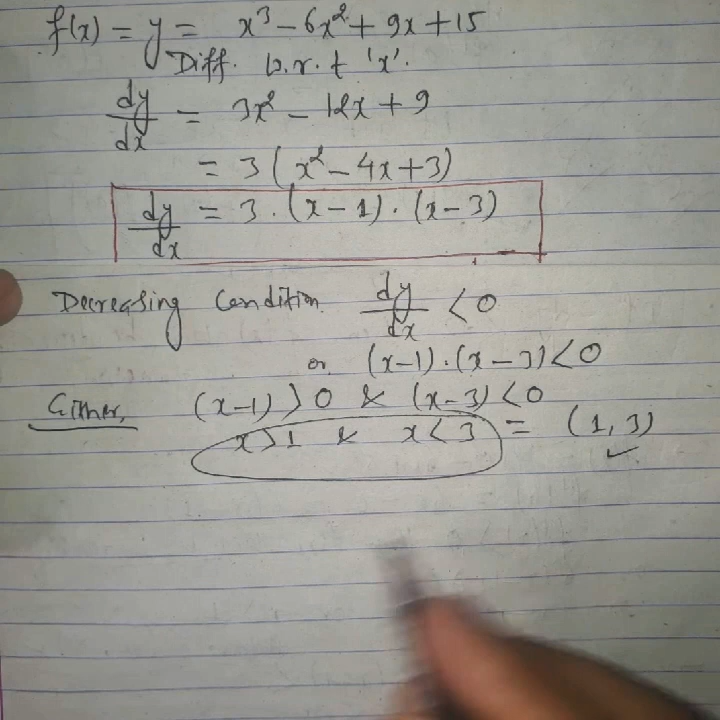 f(x) = y = x³ - 6x² + 9x + 15
Diff. w.r.t 'x'.
dy/dx = 3x² - 12x + 9
= 3 (x² - 4x + 3)
dy/dx = 3 . (x - 1) . (x - 3)
Decreasing Condition dy/dx < 0
or (x-1) . (x - 3) < 0
Either, (x-1) > 0 & (x-3) < 0
x > 1 & x < 3 = (1, 3) ✓